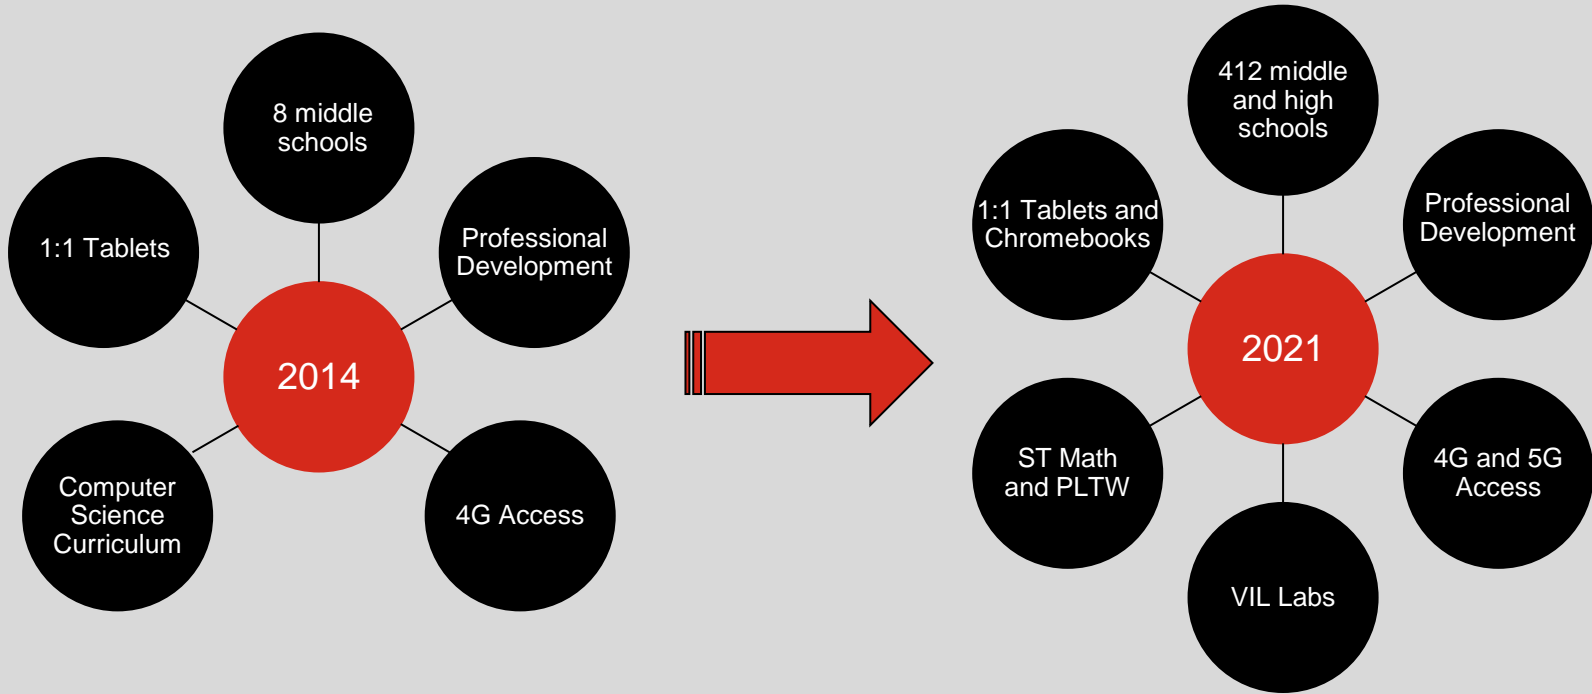 8 middle
schools
1:1 Tablets
Professional
Development
2014
Computer
Science
Curriculum
4G Access
412 middle
and high
schools
1:1 Tablets and
Chromebooks
Professional
Development
2021
ST Math
and PLTW
4G and 5G
Access
VIL Labs